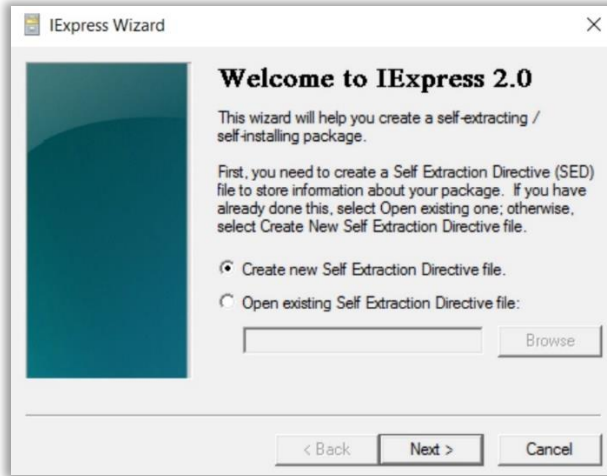 IExpress Wizard
Welcome to IExpress 2.0
This wizard will help you create a self-extracting /
self-installing package.
First, you need to create a Self Extraction Directive (SED)
file to store information about your package. If you have
already done this, select Open existing one; otherwise,
select Create New Self Extraction Directive file.
Create new Self Extraction Directive file.
Open existing Self Extraction Directive file:
Browse
< Back Next > Cancel